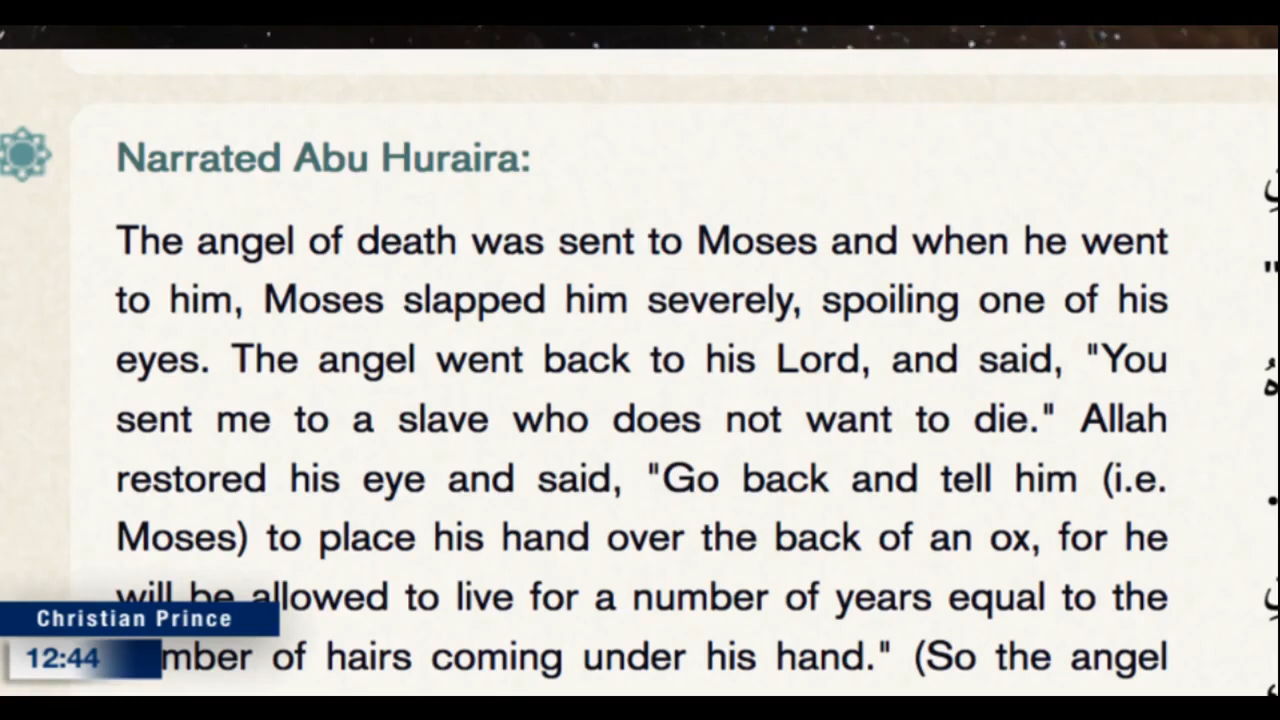 Narrated Abu Huraira:
The angel of death was sent to Moses and when he went
to him, Moses slapped him severely, spoiling one of his
eyes. The angel went back to his Lord, and said, "You
sent me to a slave who does not want to die." Allah
restored his eye and said, "Go back and tell him (i.e.
Moses) to place his hand over the back of an ox, for he
will be allowed to live for a number of years equal to the
mber of hairs coming under his hand." (So the angel
Christian Prince
12:44